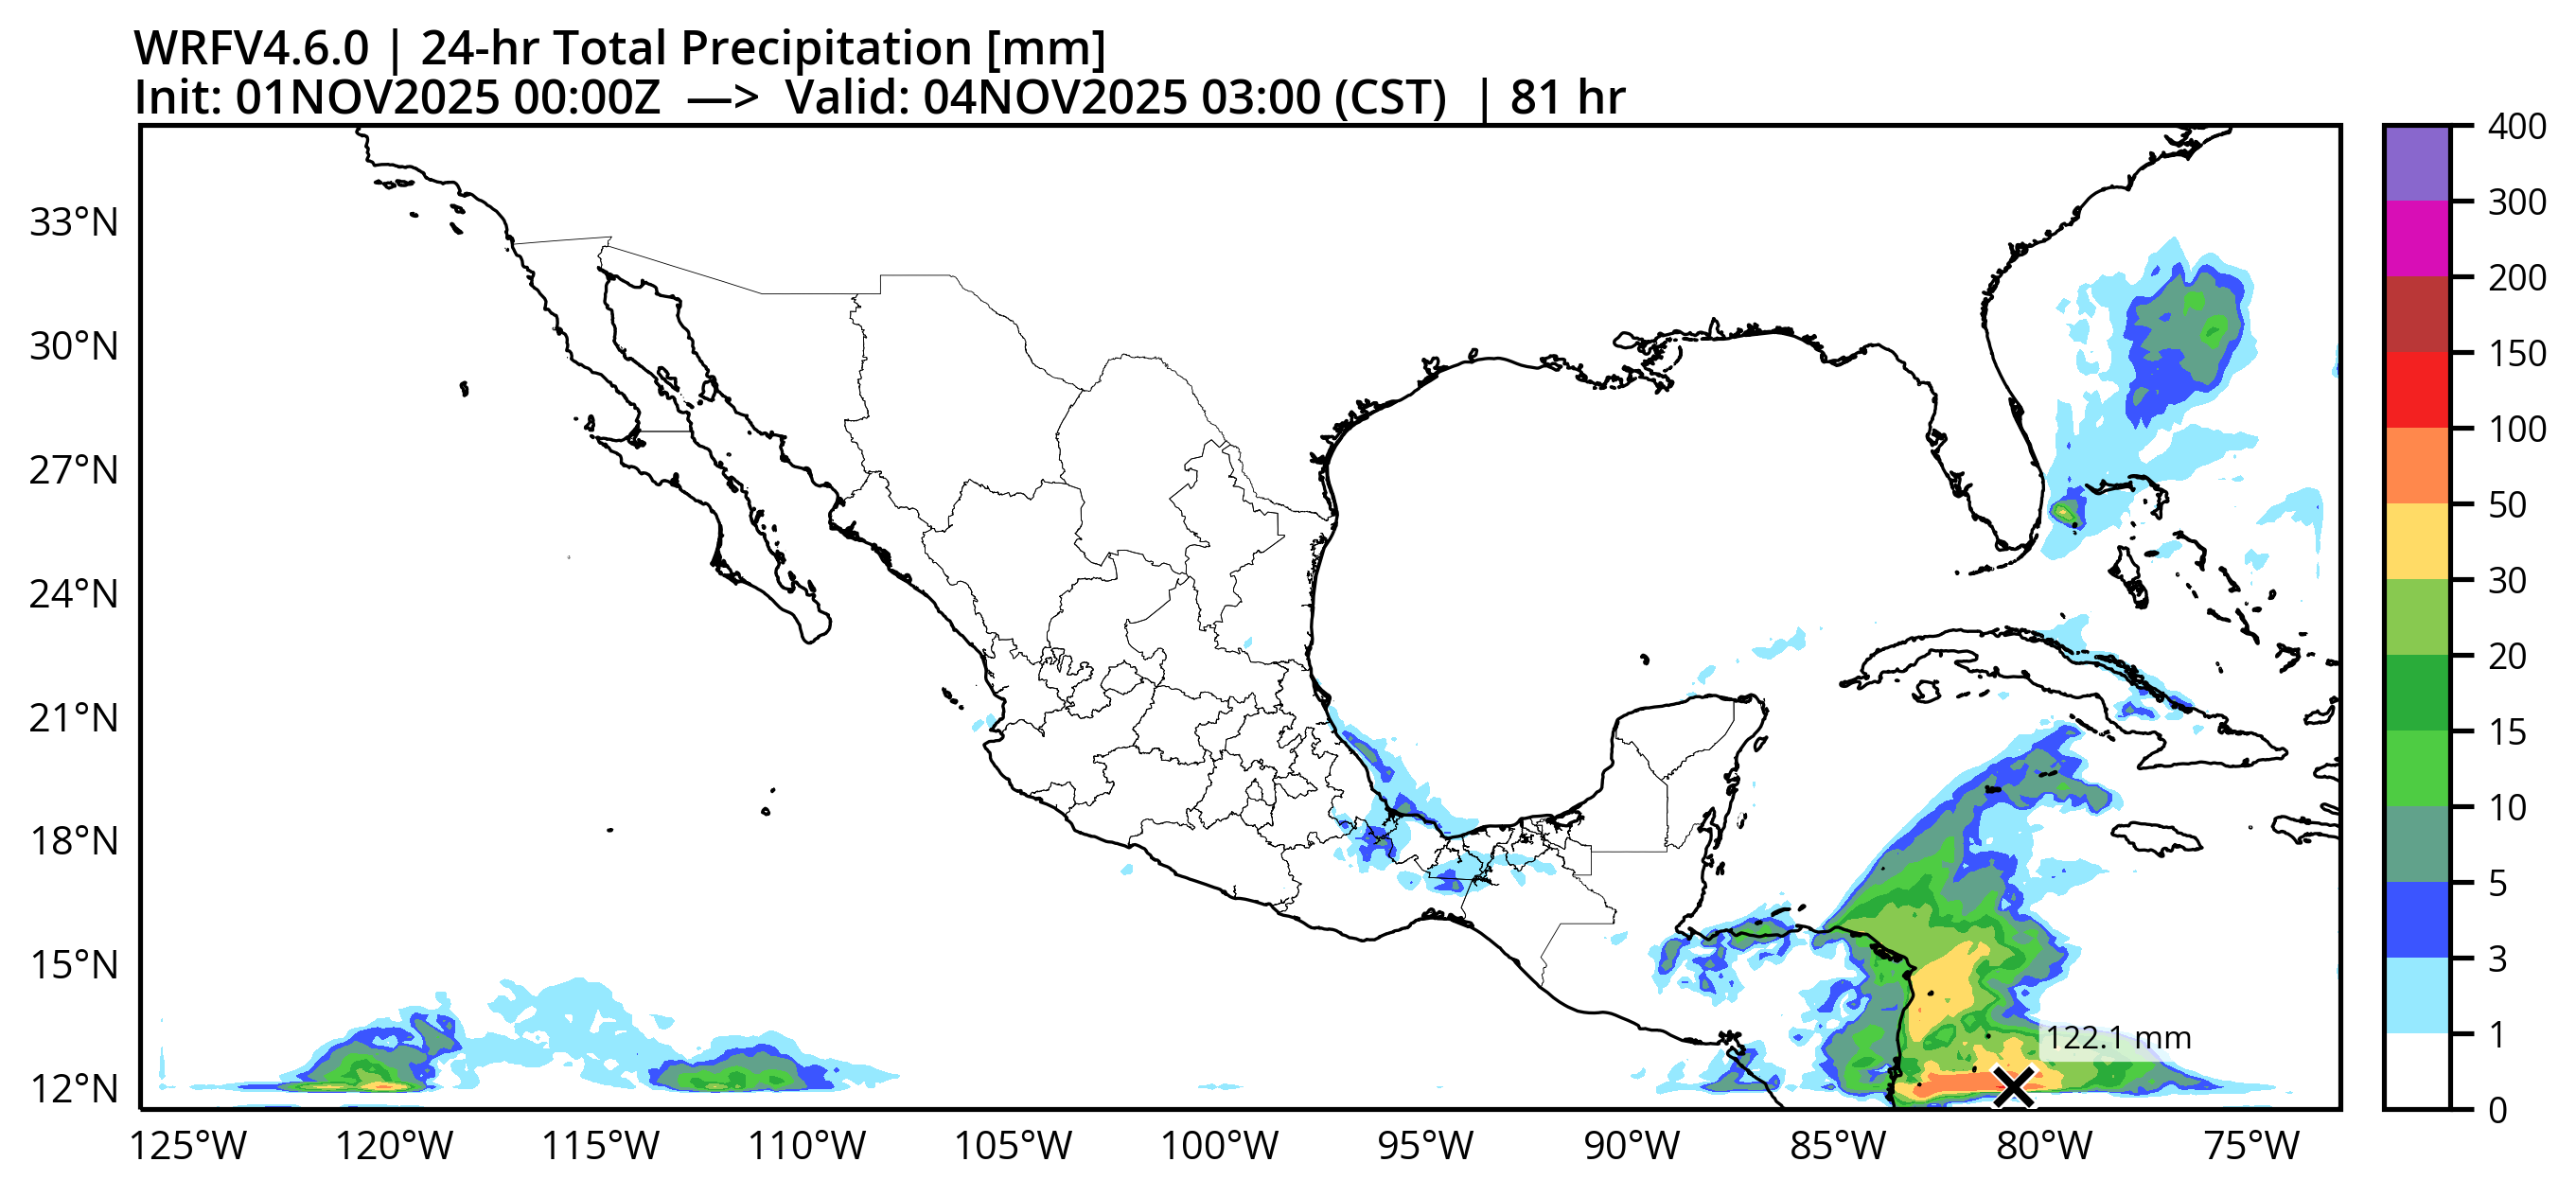 WRFV4.6.0 | 24-hr Total Precipitation [mm]
Init: 01NOV2025 00:00Z —> Valid: 04NOV2025 03:00 (CST) | 81 hr
33°N
30°N
27°N
24°N
21°N
18°N
15°N
12°N
125°W
120°W
115°W
110°W
105°W
100°W
95°W
90°W
85°W
80°W
75°W
122.1 mm
400
300
200
150
100
50
30
20
15
10
5
3
1
0